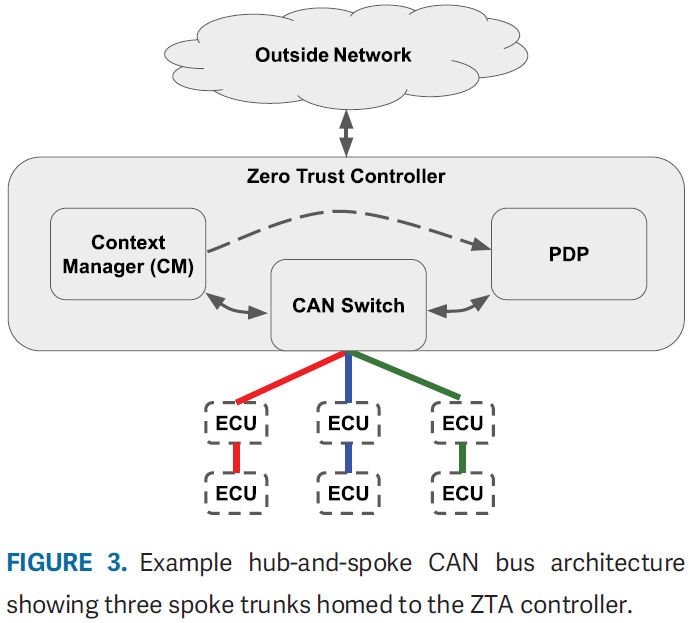 Outside Network
Zero Trust Controller
Context
Manager (CM)
PDP
CAN Switch
ECU ECU ECU
ECU ECU ECU
FIGURE 3. Example hub-and-spoke CAN bus architecture
showing three spoke trunks homed to the ZTA controller.